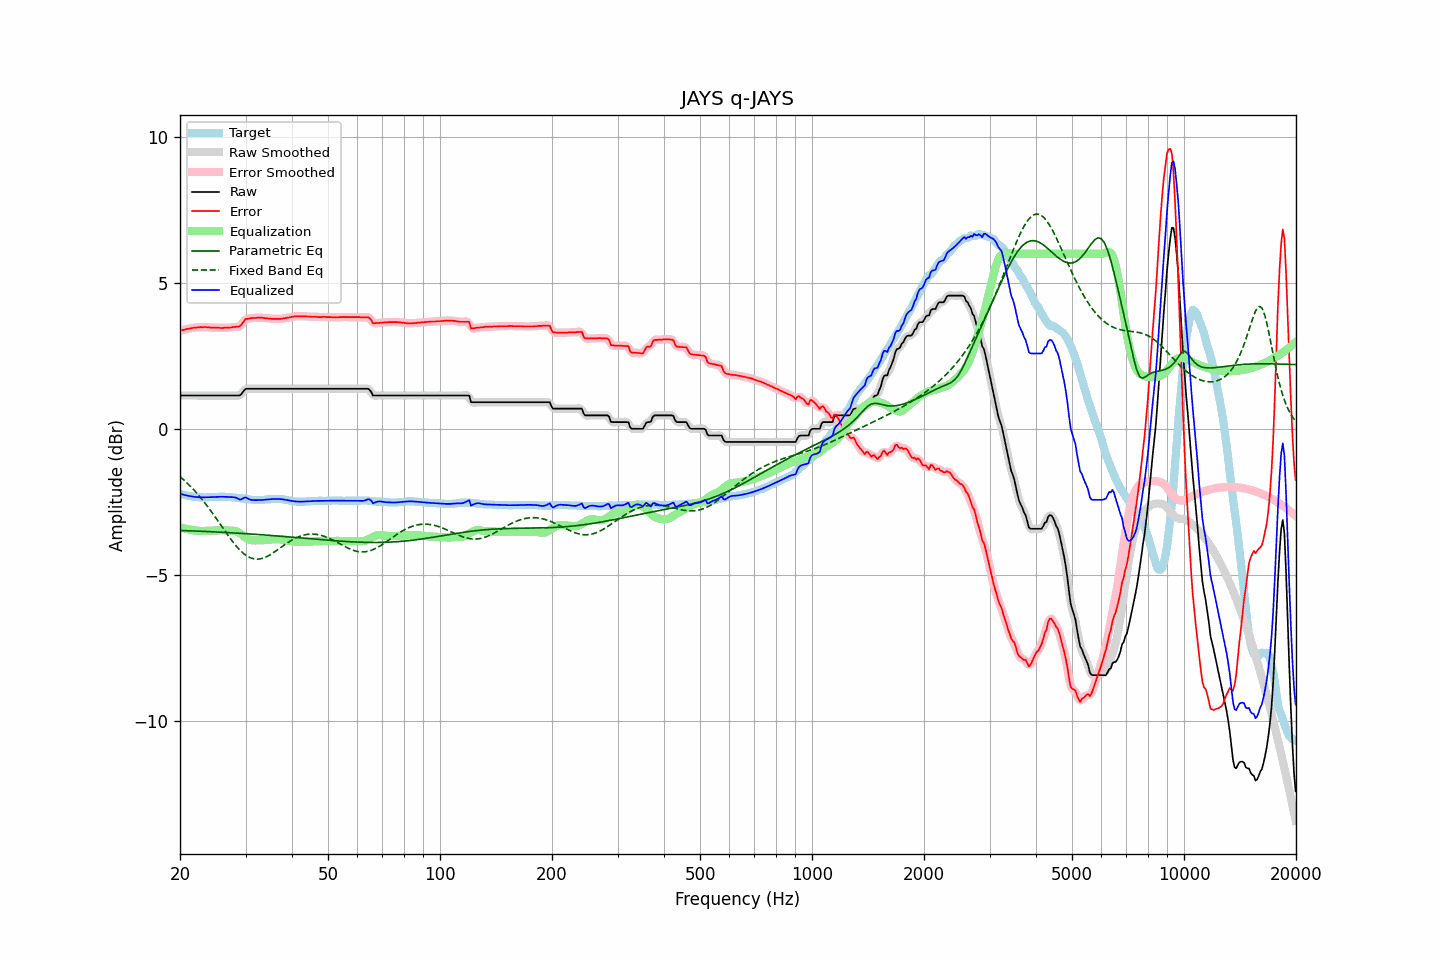 JAYS q-JAYS
Target
Raw Smoothed
Error Smoothed
Raw
Error
Equalization
Parametric Eq
Fixed Band Eq
Equalized
10
5
0
−5
−10
Amplitude (dBr)
20 50 100 200 500 1000 2000 5000 10000 20000
Frequency (Hz)